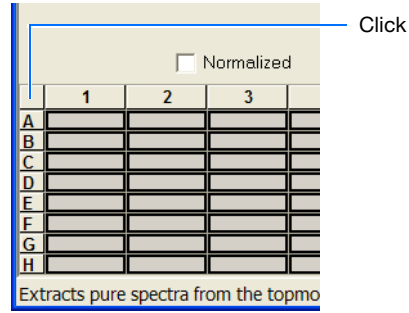 Click
Normalized
1 2 3
A
B
C
D
E
F
G
H
Extracts pure spectra from the topmo